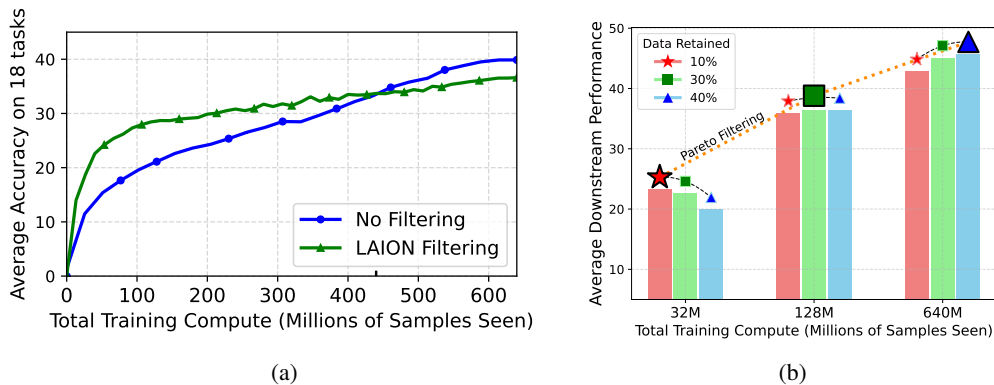 Average Accuracy on 18 tasks
40
30
20
10
0
0 100 200 300 400 500 600
Total Training Compute (Millions of Samples Seen)
No Filtering
LAION Filtering
(a)
Average Downstream Performance
50
40
30
20
10
Data Retained
10%
30%
40%
Pareto Filtering
32M 128M 640M
Total Training Compute (Millions of Samples Seen)
(b)